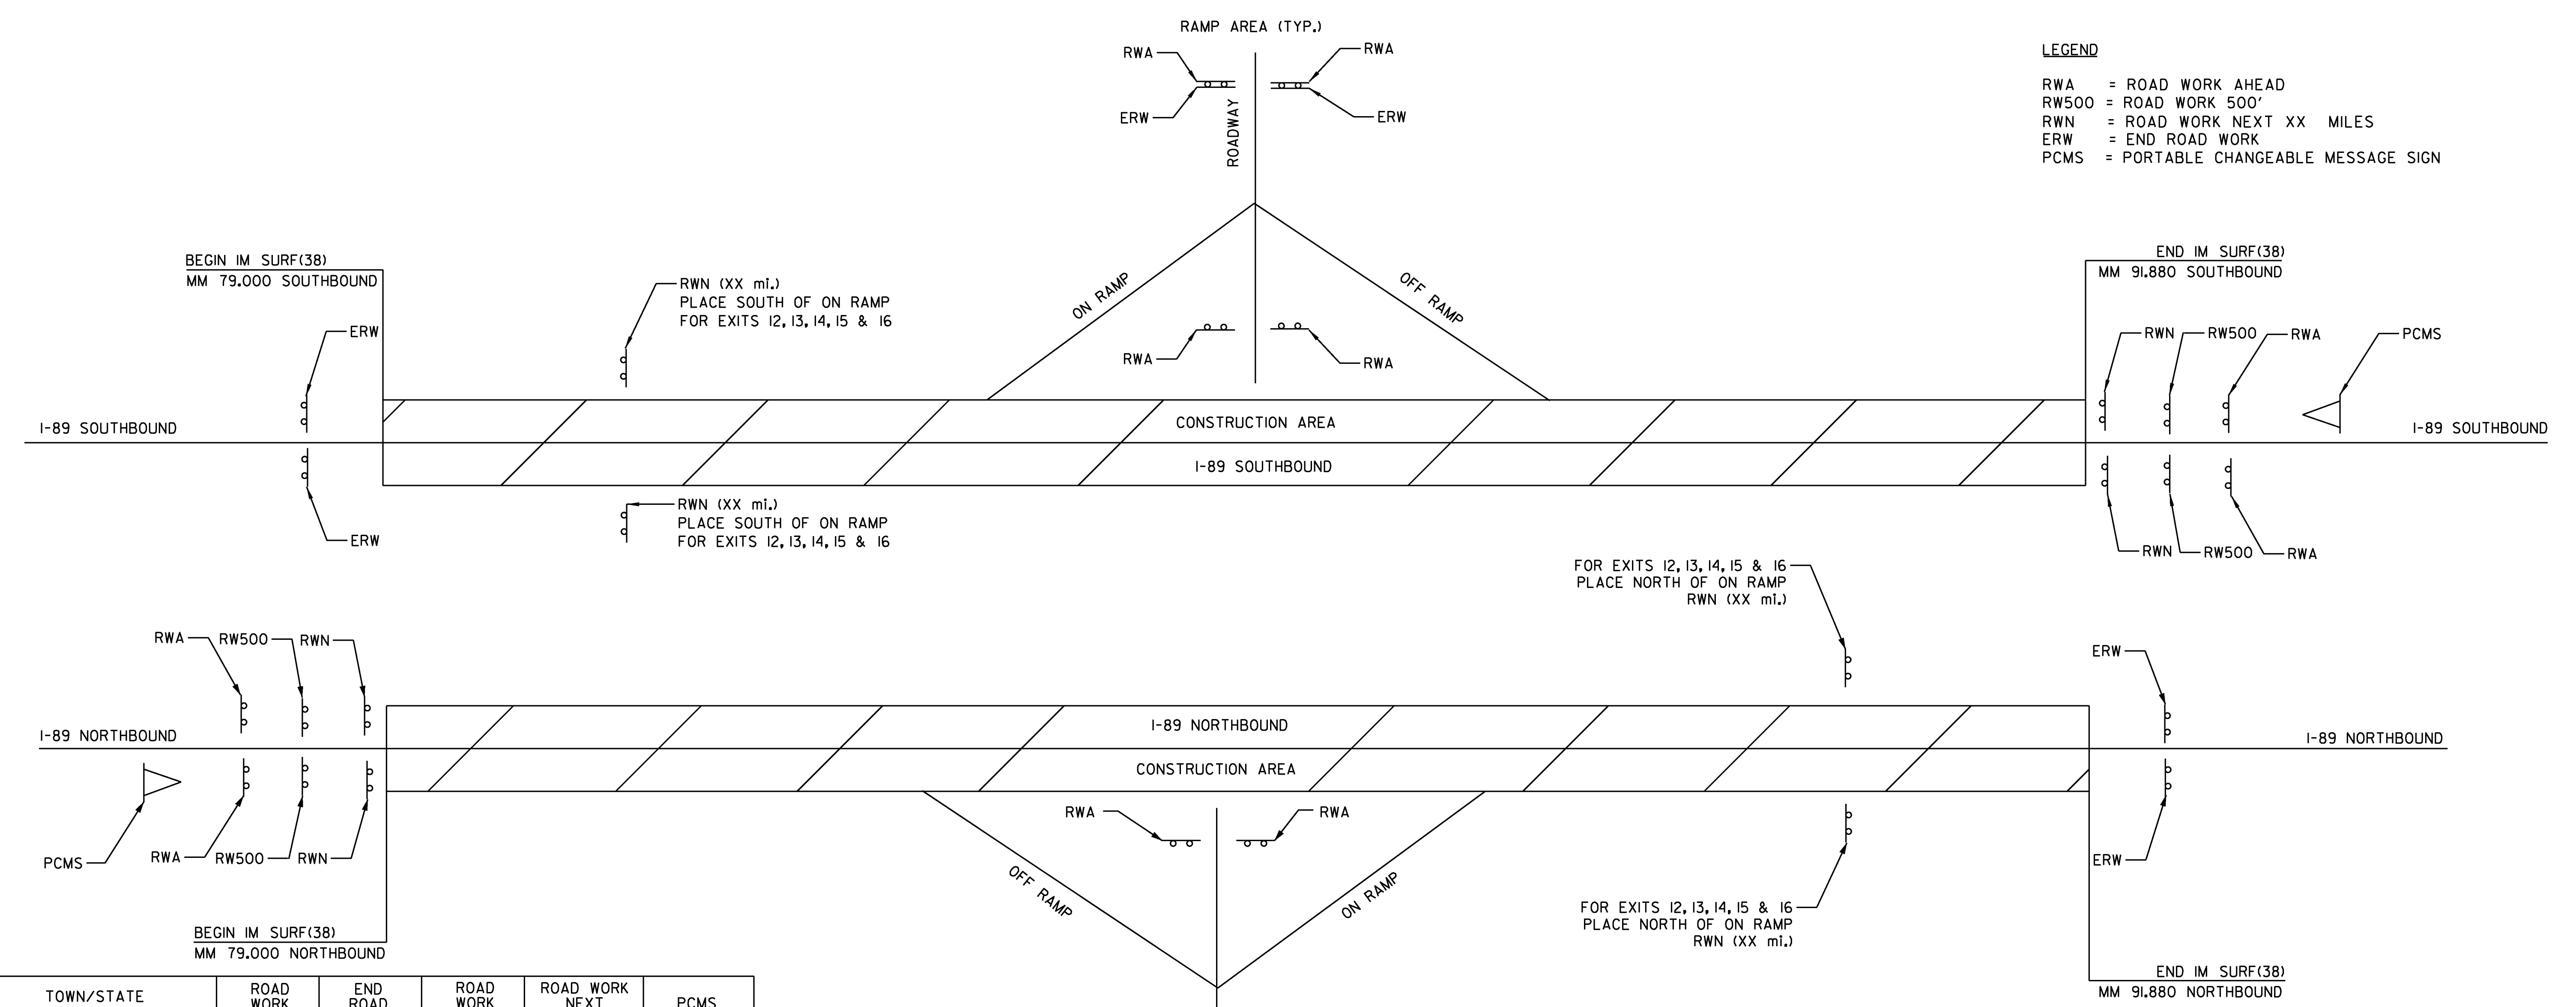 RAMP AREA (TYP.)
RWA
RWA
ERW
ERW
ROADWAY
LEGEND
RWA = ROAD WORK AHEAD
RW500 = ROAD WORK 500'
RWN = ROAD WORK NEXT XX MILES
ERW = END ROAD WORK
PCMS = PORTABLE CHANGEABLE MESSAGE SIGN
BEGIN IM SURF(38)
MM 79.000 SOUTHBOUND
ERW
RWN (XX mi.)
PLACE SOUTH OF ON RAMP
FOR EXITS 12,13,14,15 & 16
ON RAMP
OFF RAMP
RWA
RWA
END IM SURF(38)
MM 91.880 SOUTHBOUND
RWN
RW500
RWA
PCMS
I-89 SOUTHBOUND
CONSTRUCTION AREA
I-89 SOUTHBOUND
I-89 SOUTHBOUND
ERW
RWN (XX mi.)
PLACE SOUTH OF ON RAMP
FOR EXITS 12,13,14,15 & 16
RWN
RW500
RWA
FOR EXITS 12,13,14,15 & 16
PLACE NORTH OF ON RAMP
RWN (XX mi.)
RWA
RW500
RWN
ERW
I-89 NORTHBOUND
I-89 NORTHBOUND
CONSTRUCTION AREA
I-89 NORTHBOUND
PCMS
RWA
RW500
RWN
RWA
RWA
OFF RAMP
ON RAMP
ERW
FOR EXITS 12,13,14,15 & 16
PLACE NORTH OF ON RAMP
RWN (XX mi.)
BEGIN IM SURF(38)
MM 79.000 NORTHBOUND
END IM SURF(38)
MM 91.880 NORTHBOUND
TOWN/STATE
ROAD
WORK
END
ROAD
ROAD
WORK
ROAD WORK
NEXT
PCMS